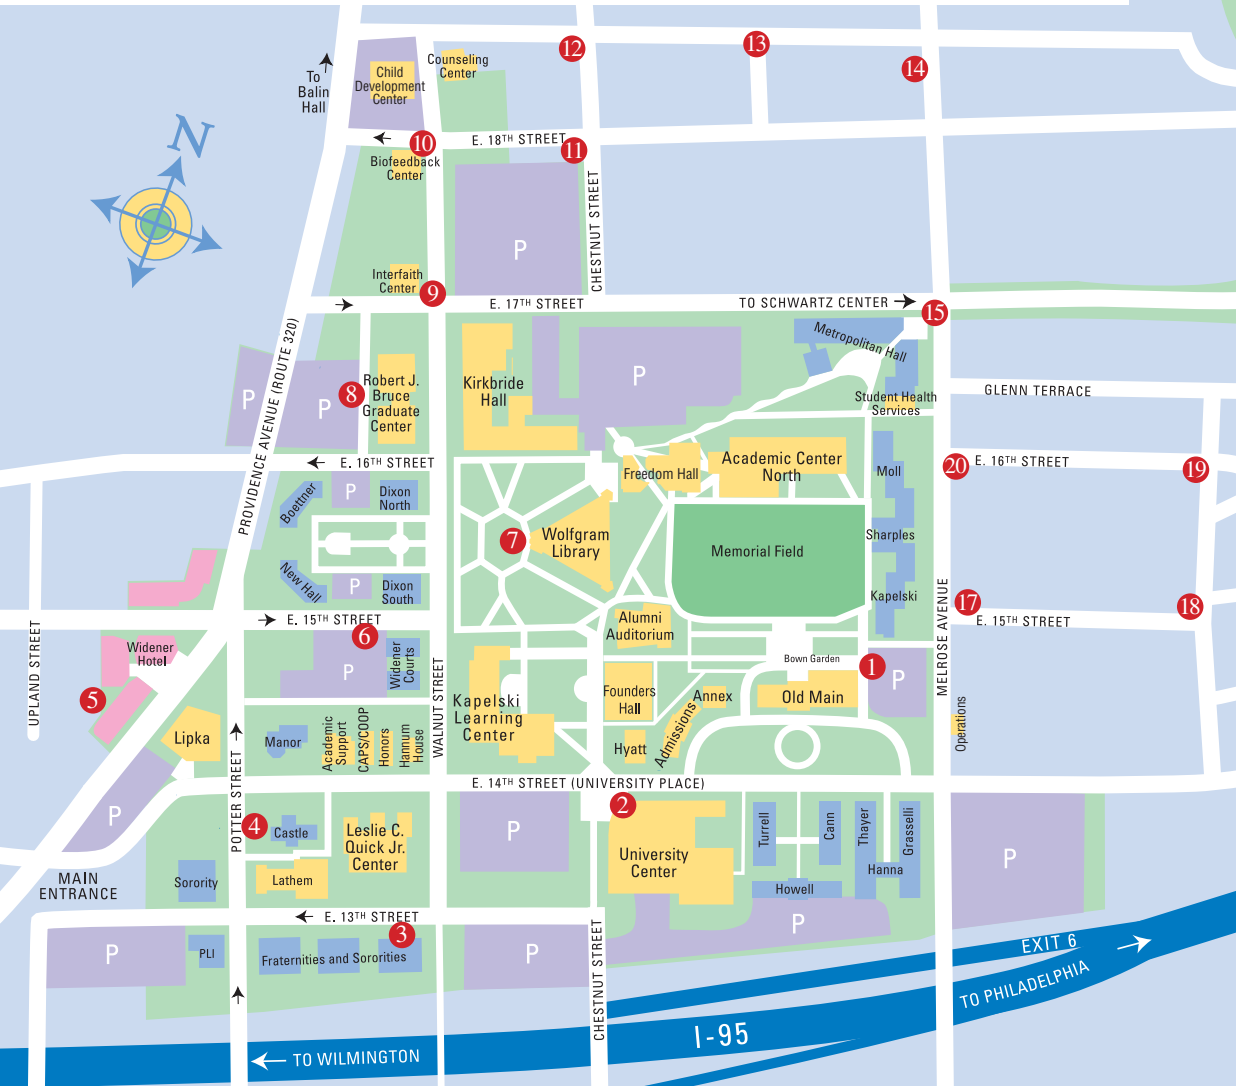 12
13
14
Counseling
Center
Child
Development
Center
To
Balin
Hall
N
10
E. 18TH STREET
11
Biofeedback
Center
CHESTNUT STREET
P
Interfaith
Center
9
E. 17TH STREET
TO SCHWARTZ CENTER
15
PROVIDENCE AVENUE (ROUTE 320)
Metropolitan Hall
P
P
8
Robert J.
Bruce
Graduate
Center
Kirkbride
Hall
P
Student Health
Services
GLENN TERRACE
E. 16TH STREET
Freedom Hall
Academic Center
North
Moll
20
E. 16TH STREET
19
Boettner
P
Dixon
North
7
Wolfgram
Library
Memorial Field
Sharples
New Hall
P
Dixon
South
Kapelski
MELROSE AVENUE
17
18
E. 15TH STREET
E. 15TH STREET
Alumni
Auditorium
UPLAND STREET
Widener
Hotel
6
P
Widener
Courts
WALNUT STREET
Bown Garden
1
P
5
Kapelski
Learning
Center
Founders
Hall
Annex
Old Main
Operations
Lipka
Manor
Academic
Support
CAPS/COOP
Honors
Hannum
House
Hyatt
Admissions
POTTER STREET
E. 14TH STREET (UNIVERSITY PLACE)
2
P
4
Castle
Leslie C.
Quick Jr.
Center
P
University
Center
Turrell
Cann
Thayer
Grasselli
P
MAIN
ENTRANCE
Sorority
Lathem
Hanna
Howell
E. 13TH STREET
3
P
P
PLI
Fraternities and Sororities
P
CHESTNUT STREET
EXIT 6
TO PHILADELPHIA
I-95
TO WILMINGTON